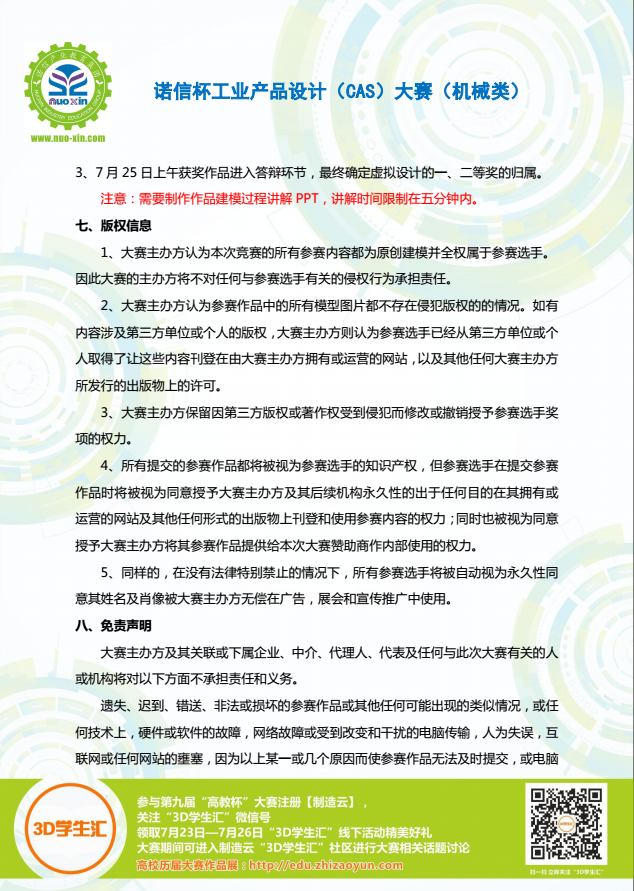 诺信杯工业产品设计（CAS）大赛（机械类）
nuo xin
www.nuo-xin.com
3、7 月 25 日上午获奖作品进入答辩环节，最终确定虚拟设计的一、二等奖的归属。
注意：需要制作作品建模过程讲解 PPT，讲解时间限制在五分钟内。
七、版权信息
1、大赛主办方认为本次竞赛的所有参赛内容都为原创建模并全权属于参赛选手。
因此大赛的主办方将不对任何与参赛选手有关的侵权行为承担责任。
2、大赛主办方认为参赛作品中的所有模型图片都不存在侵犯版权的的情况。如有
内容涉及第三方单位或个人的版权，大赛主办方则认为参赛选手已经从第三方单位或个
人取得了让这些内容刊登在由大赛主办方拥有或运营的网站，以及其他任何大赛主办方
所发行的出版物上的许可。
3、大赛主办方保留因第三方版权或著作权受到侵犯而修改或撤销授予参赛选手奖
项的权力。
4、所有提交的参赛作品都将被视为参赛选手的知识产权，但参赛选手在提交参赛
作品时将被视为同意授予大赛主办方及其后续机构永久性的出于任何目的在其拥有或
运营的网站及其他任何形式的出版物上刊登和使用参赛内容的权力；同时也被视为同意
授予大赛主办方将其参赛作品提供给本次大赛赞助商作内部使用的权力。
5、同样的，在没有法律特别禁止的情况下，所有参赛选手将被自动视为永久性同
意其姓名及肖像被大赛主办方无偿在广告，展会和宣传推广中使用。
八、免责声明
大赛主办方及其关联或下属企业、中介、代理人、代表及任何与此次大赛有关的人
或机构将对以下方面不承担责任和义务。
遗失、迟到、错送、非法或损坏的参赛作品或其他任何可能出现的类似情况，或任
何技术上，硬件或软件的故障，网络故障或受到改变和干扰的电脑传输，人为失误，互
联网或任何网站的壅塞，因为以上某一或几个原因而使参赛作品无法及时提交，或电脑
3D学生汇
参与第九届“高教杯”大赛注册【制造云】，
关注“3D学生汇”微信号
领取7月23日—7月26日“3D学生汇”线下活动精美好礼
大赛期间可进入制造云“3D学生汇”社区进行大赛相关话题讨论
高校历届大赛作品展：http://edu.zhizaoyun.com
扫一扫 立即关注“3D学生汇”